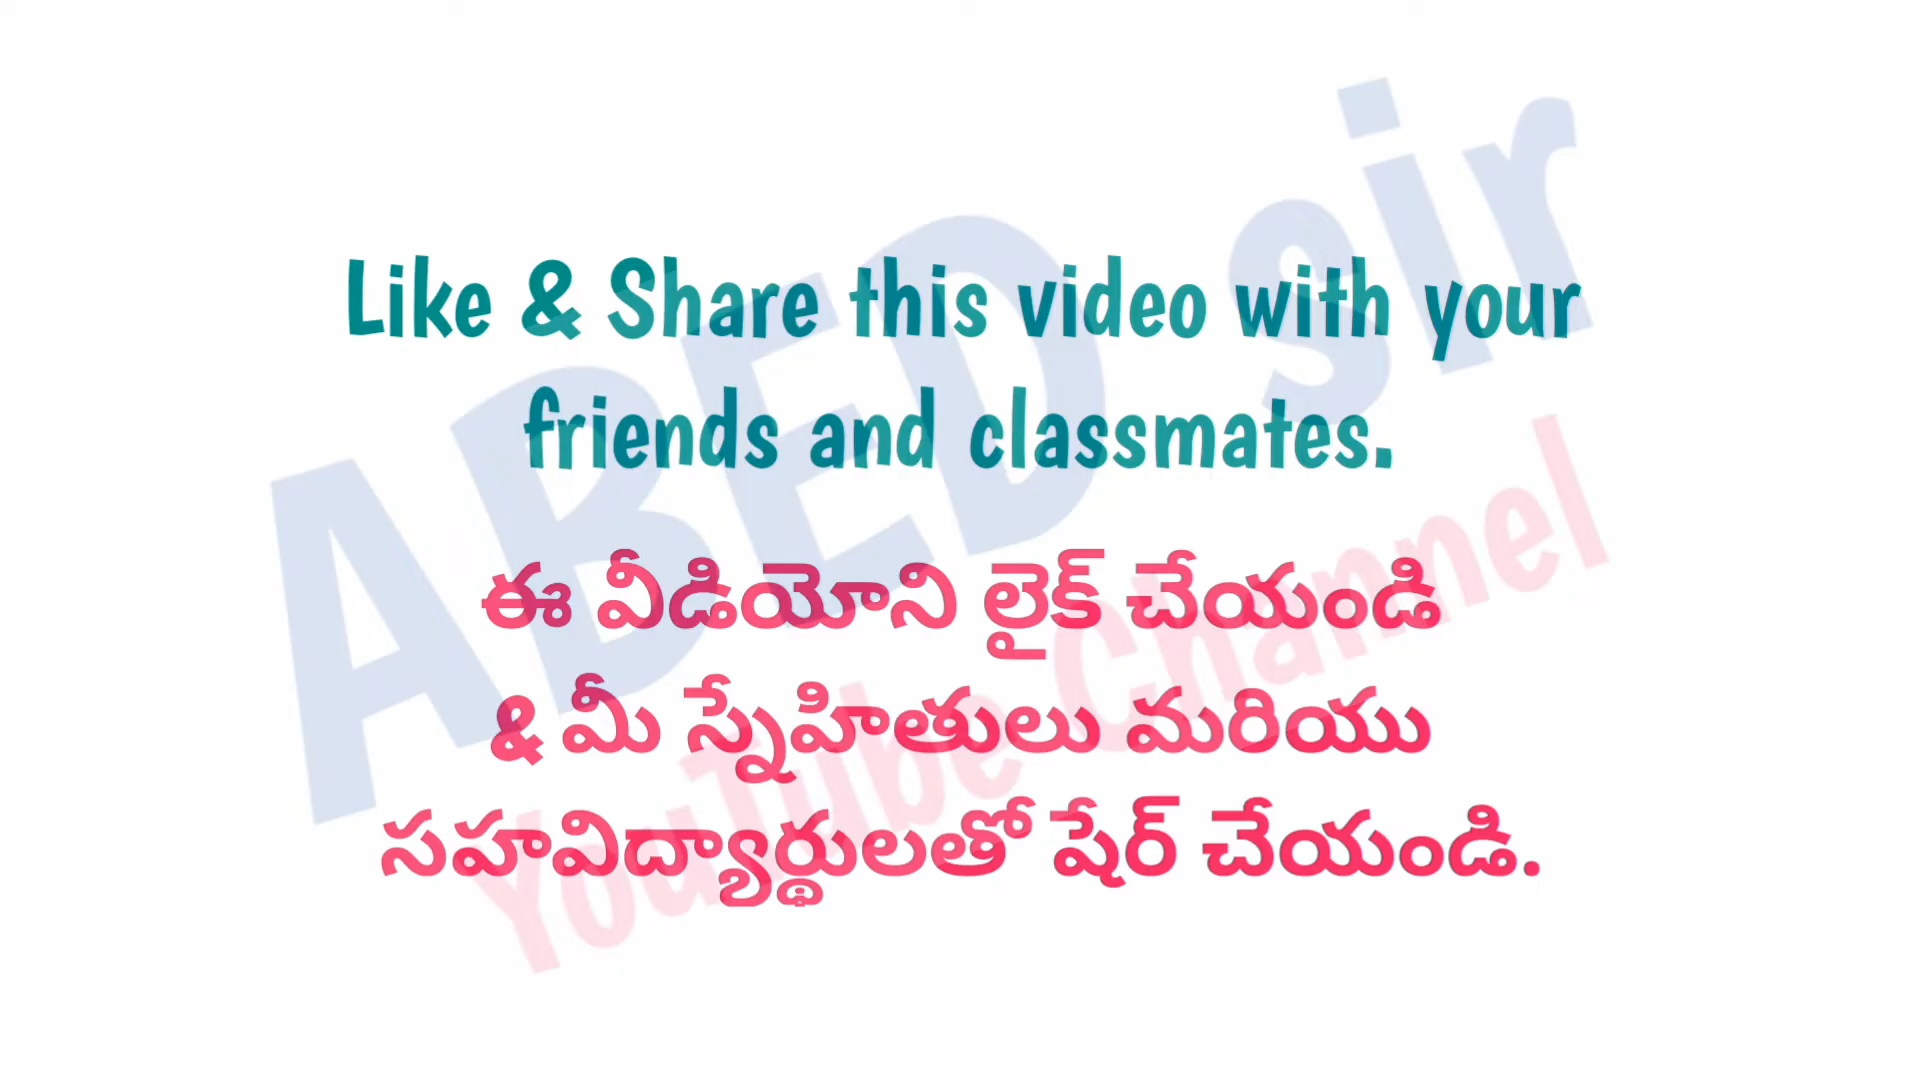 Like & Share this video with your
friends and classmates.
ఈ వీడియోని లైక్ చేయండి
& మీ స్నేహితులు మరియు
సహవిద్యార్థులతో షేర్ చేయండి.
ABED sir
YouTube Channel